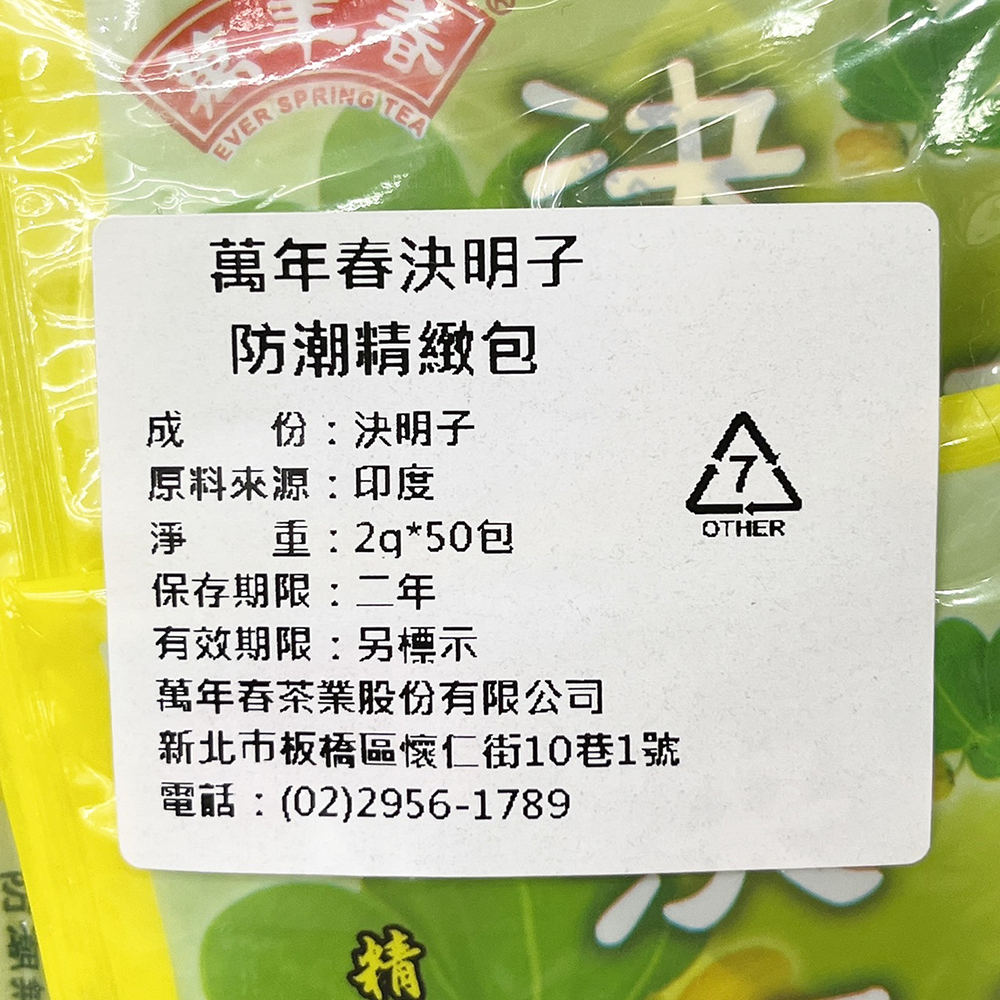 萬年春
®
EVER SPRING TEA
決
萬年春決明子
防潮精緻包
成　　份：決明子
原料來源：印度
淨　　重：2g*50包
保存期限：二年
有效期限：另標示
萬年春茶業股份有限公司
新北市板橋區懷仁街10巷1號
電話：(02)2956-1789
7
OTHER
精
防潮